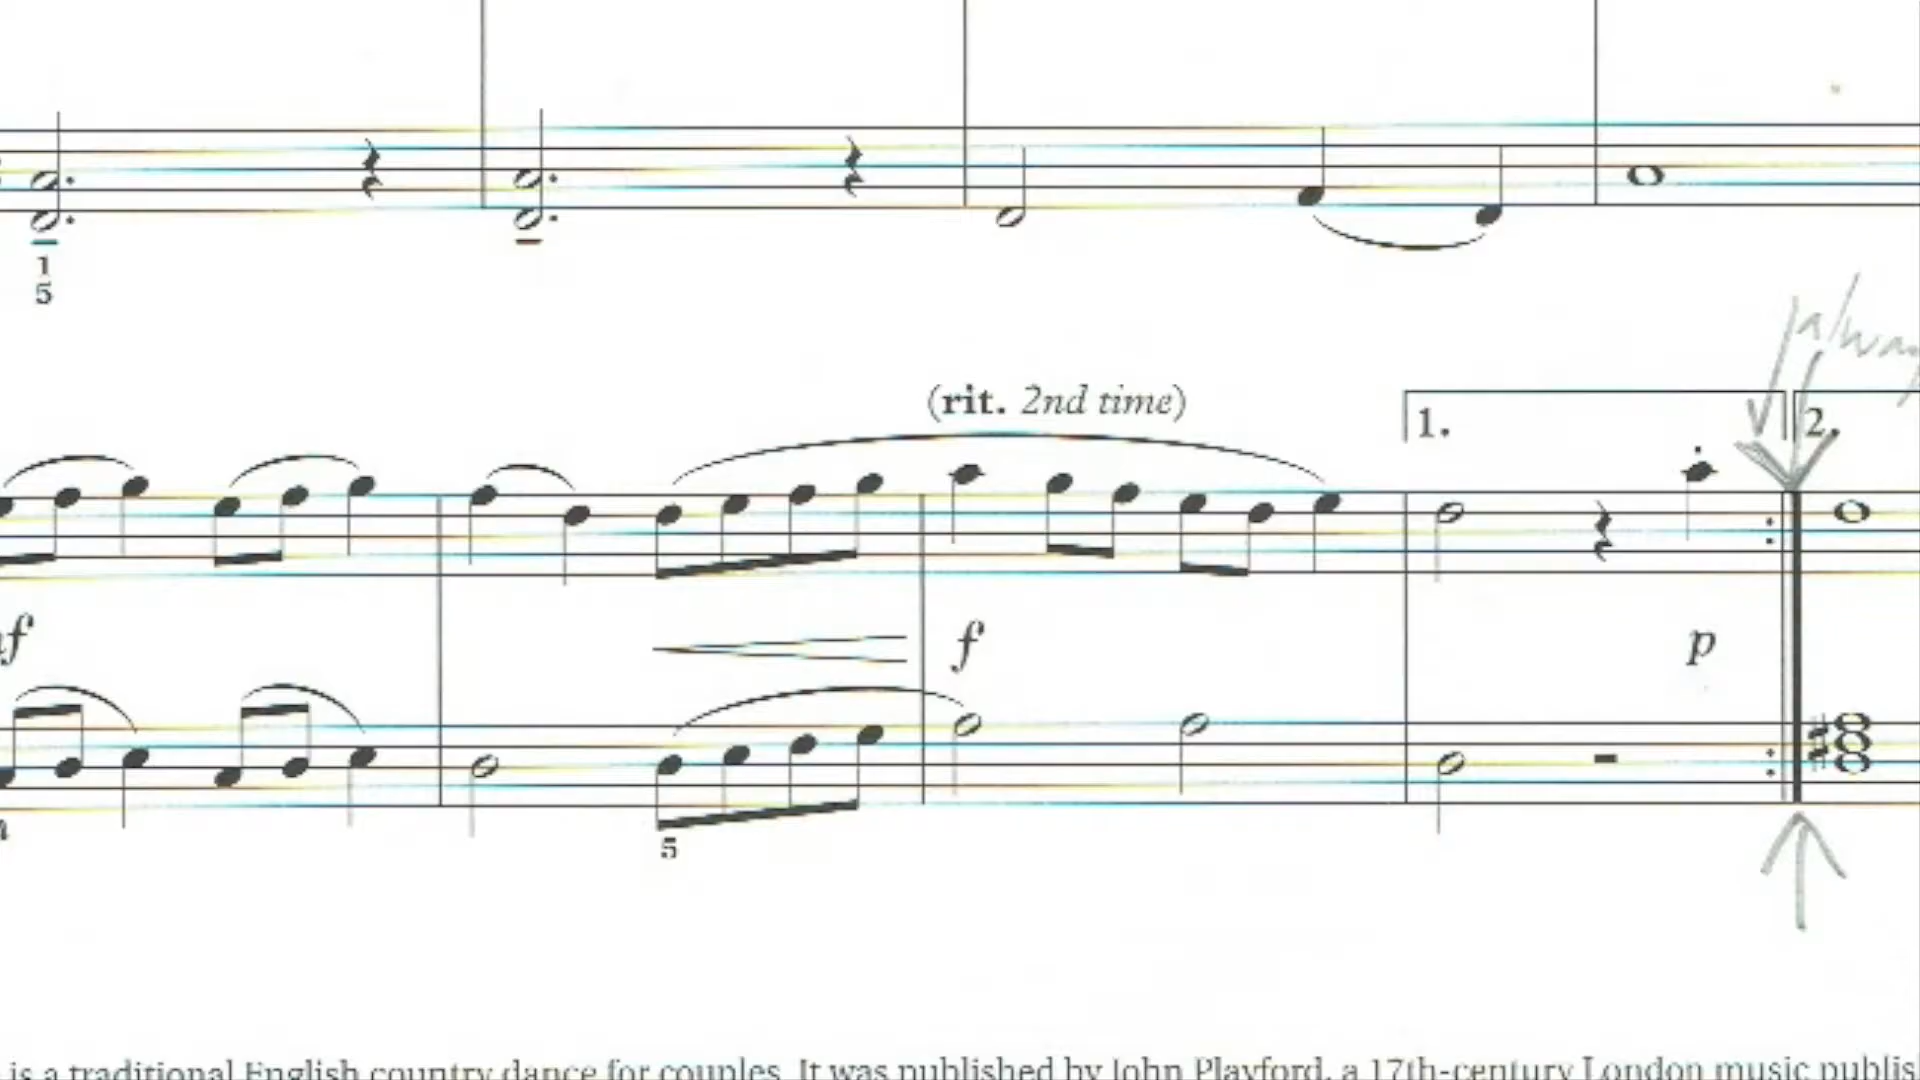 1
5
(rit. 2nd time)
1.
2.
f
p
5
is a traditional English country dance for couples. It was published by John Playford, a 17th-century London music